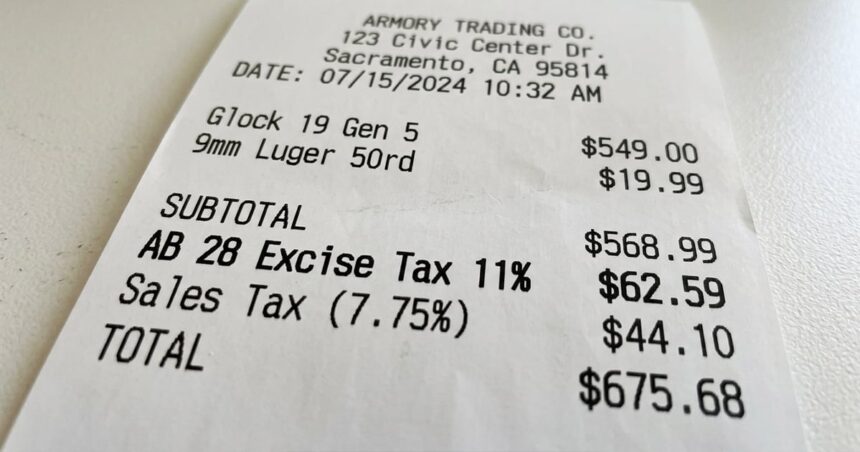 ARMORY TRADING CO.
123 Civic Center Dr.
Sacramento, CA 95814
DATE: 07/15/2024 10:32 AM
Glock 19 Gen 5 $549.00
9mm Luger 50rd $19.99
SUBTOTAL $568.99
AB 28 Excise Tax 11% $62.59
Sales Tax (7.75%) $44.10
TOTAL $675.68